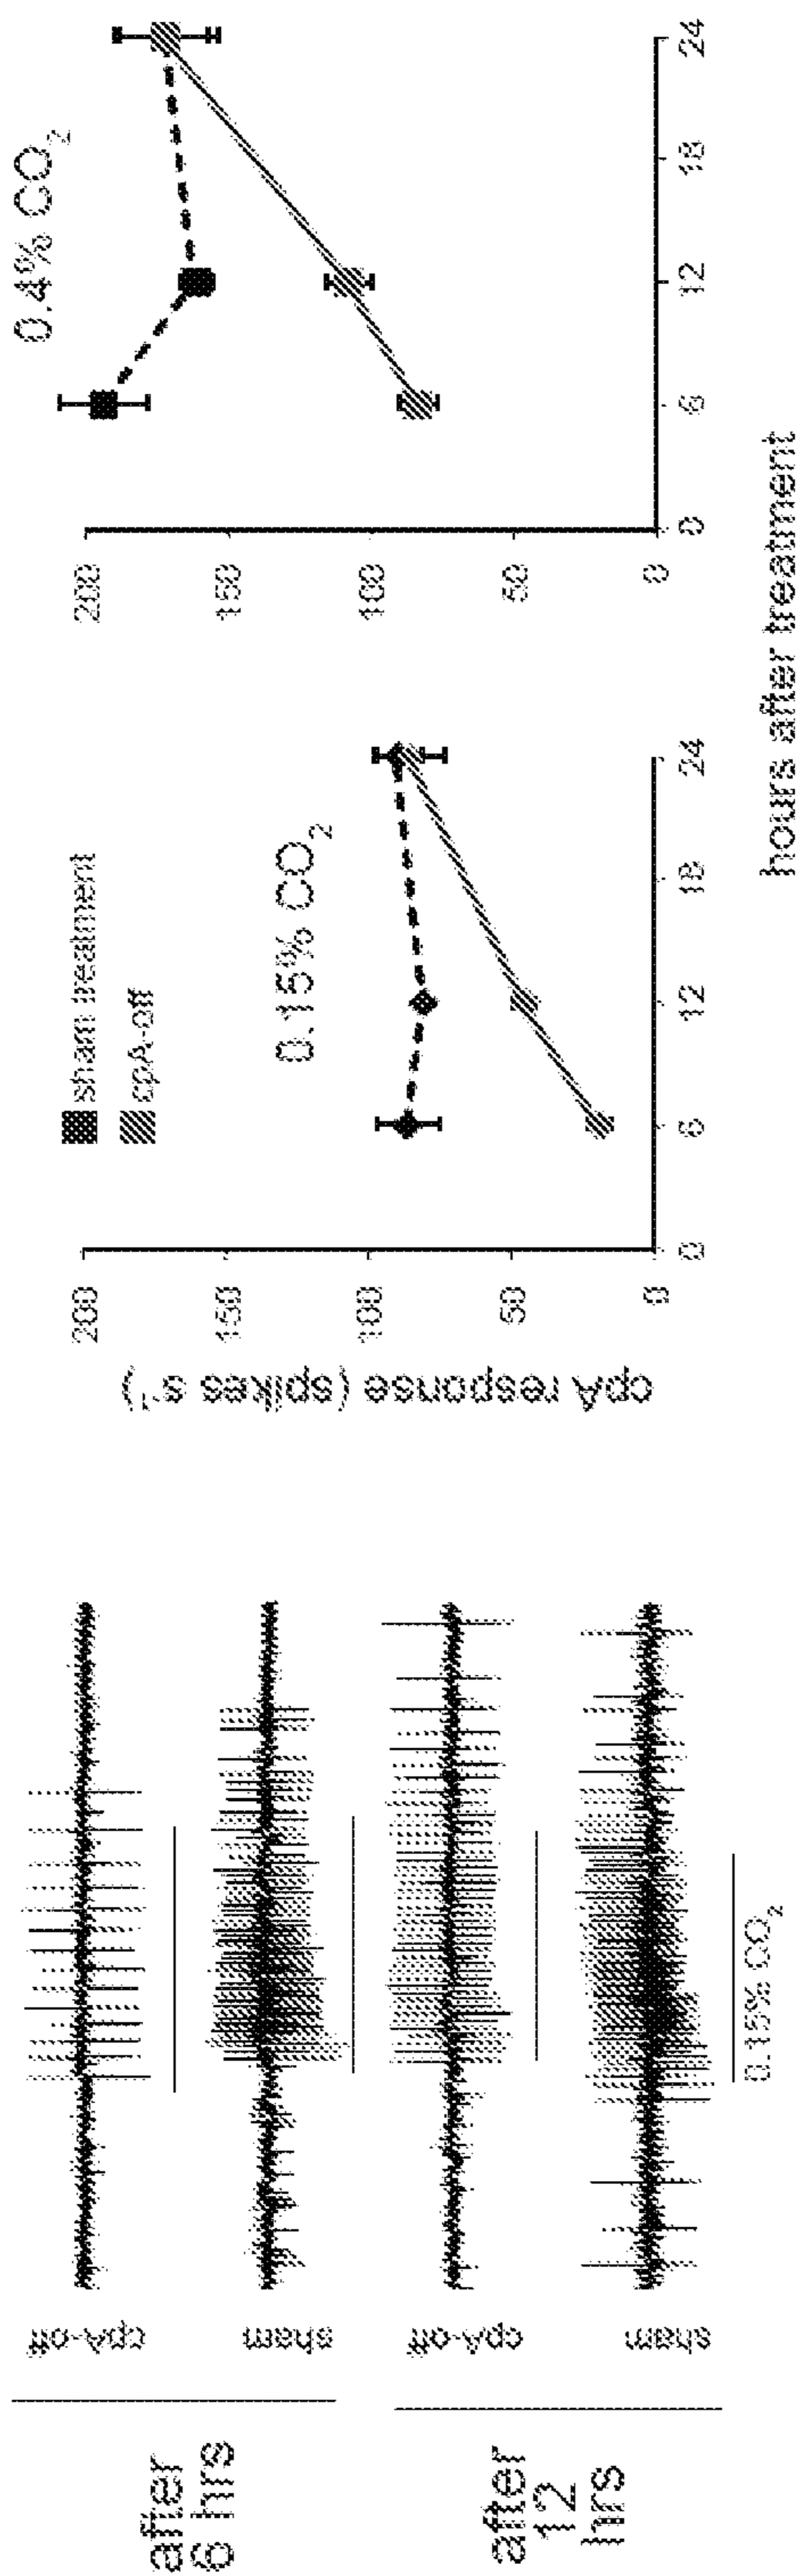 after
6 hrs
cpA-off
sham
after
12
hrs
cpA-off
sham
0.15% CO2
cpA response (spikes s-1)
200
150
100
50
0
sham treatment
cpA-off
0.15% CO2
0 6 12 18 24
200
150
100
50
0
0.4% CO2
0 6 12 18 24
hours after treatment